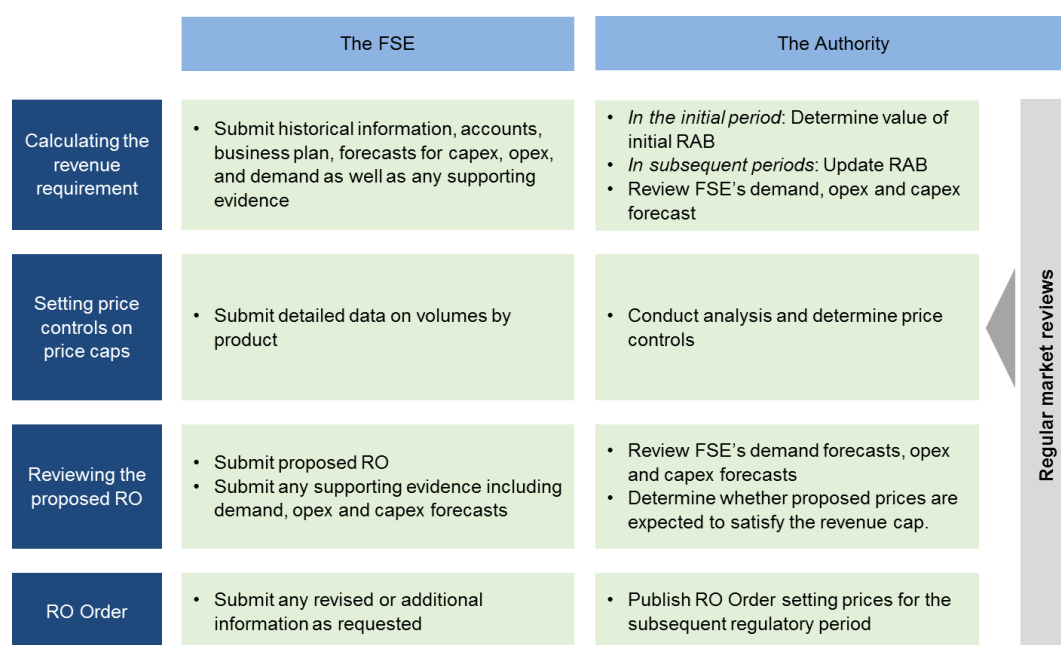 The FSE
The Authority
Calculating the
revenue
requirement
• Submit historical information, accounts,
business plan, forecasts for capex, opex,
and demand as well as any supporting
evidence
• In the initial period: Determine value of
initial RAB
• In subsequent periods: Update RAB
• Review FSE’s demand, opex and capex
forecast
Setting price
controls on
price caps
• Submit detailed data on volumes by
product
• Conduct analysis and determine price
controls
Reviewing the
proposed RO
• Submit proposed RO
• Submit any supporting evidence including
demand, opex and capex forecasts
• Review FSE’s demand forecasts, opex
and capex forecasts
• Determine whether proposed prices are
expected to satisfy the revenue cap.
RO Order
• Submit any revised or additional
information as requested
• Publish RO Order setting prices for the
subsequent regulatory period
Regular market reviews